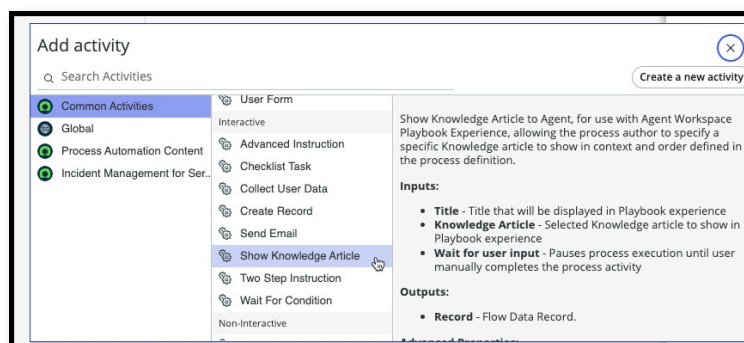 Add activity
Search Activities
Create a new activity
Common Activities
Global
Process Automation Content
Incident Management for Ser..
User Form
Interactive
Advanced Instruction
Checklist Task
Collect User Data
Create Record
Send Email
Show Knowledge Article
Two Step Instruction
Wait For Condition
Non-Interactive
Show Knowledge Article to Agent, for use with Agent Workspace
Playbook Experience, allowing the process author to specify a
specific Knowledge article to show in context and order defined in
the process definition.
Inputs:
• Title - Title that will be displayed in Playbook experience
• Knowledge Article - Selected Knowledge article to show in
Playbook experience
• Wait for user input - Pauses process execution until user
manually completes the process activity
Outputs:
• Record - Flow Data Record.
Advanced Properties: